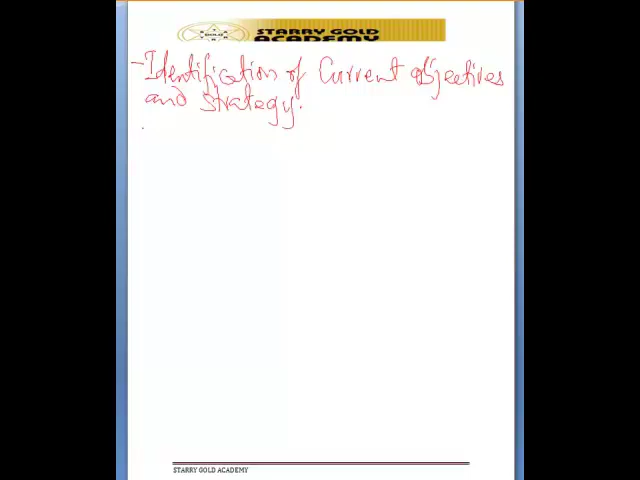 STARRY GOLD
ACADEMY
- Identification of Current objectives
and strategy.
STARRY GOLD ACADEMY